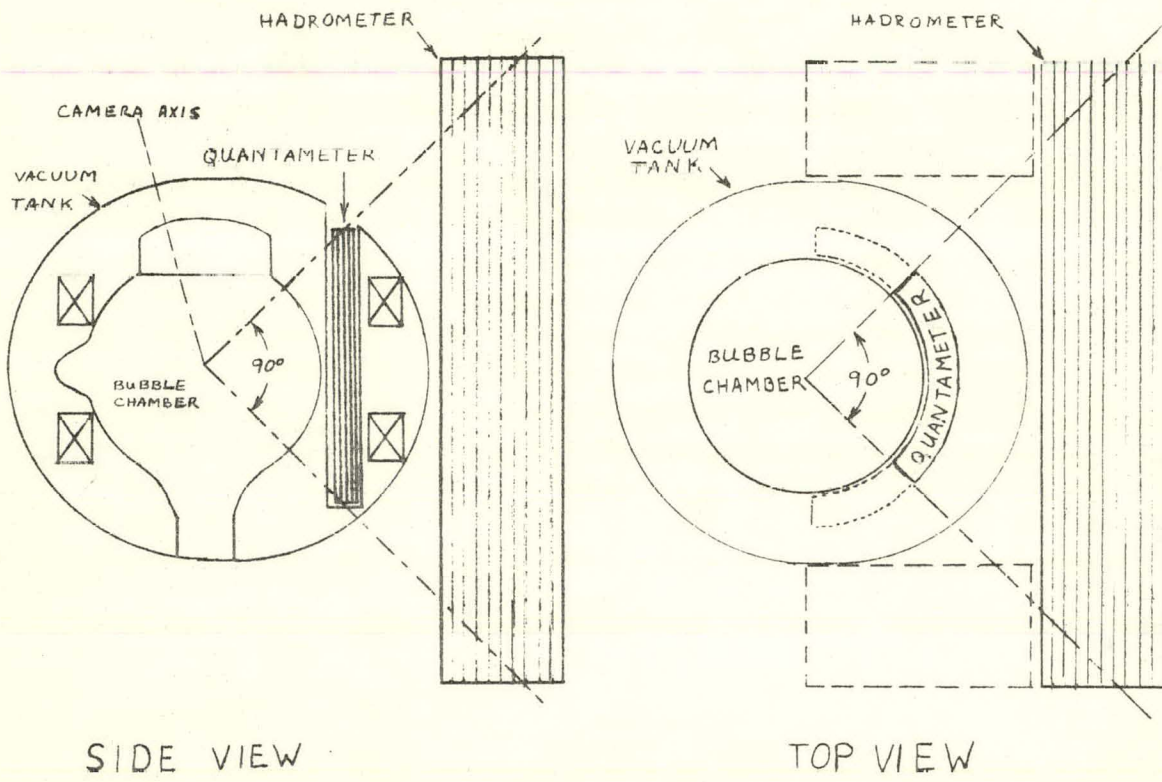 HADROMETER
CAMERA AXIS
QUANTAMETER
VACUUM
TANK
90°
BUBBLE
CHAMBER
SIDE VIEW
HADROMETER
VACUUM
TANK
BUBBLE
CHAMBER
90°
QUANTAMETER
TOP VIEW